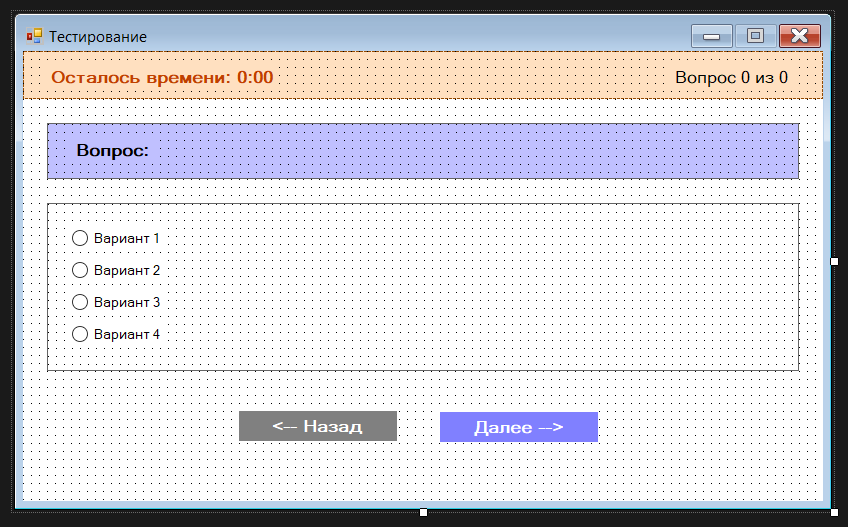 Тестирование
Осталось времени: 0:00
Вопрос 0 из 0
Вопрос:
Вариант 1
Вариант 2
Вариант 3
Вариант 4
<-- Назад
Далее -->